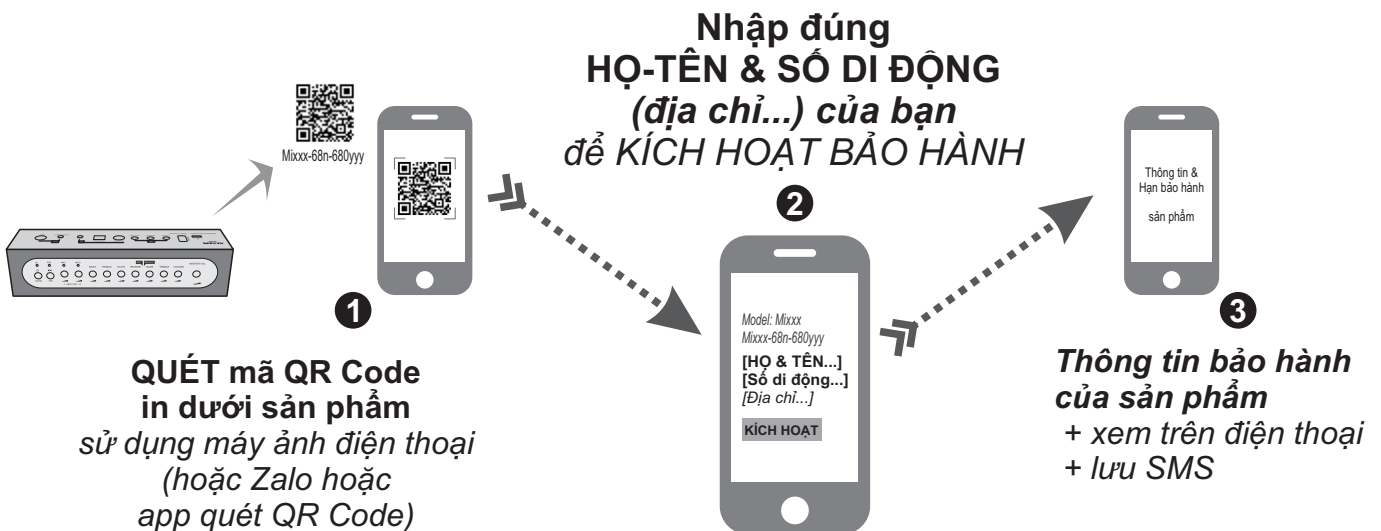 Mixxx-68n-680yyy
1
QUÉT mã QR Code
in dưới sản phẩm
sử dụng máy ảnh điện thoại
(hoặc Zalo hoặc
app quét QR Code)
Nhập đúng
HỌ-TÊN & SỐ DI ĐỘNG
(địa chỉ...) của bạn
để KÍCH HOẠT BẢO HÀNH
2
Model: Mixxx
Mixxx-68n-680yyy
[HỌ & TÊN...]
[Số di động...]
[Địa chỉ...]
KÍCH HOẠT
Thông tin &
Hạn bảo hành
sản phẩm
3
Thông tin bảo hành
của sản phẩm
+ xem trên điện thoại
+ lưu SMS